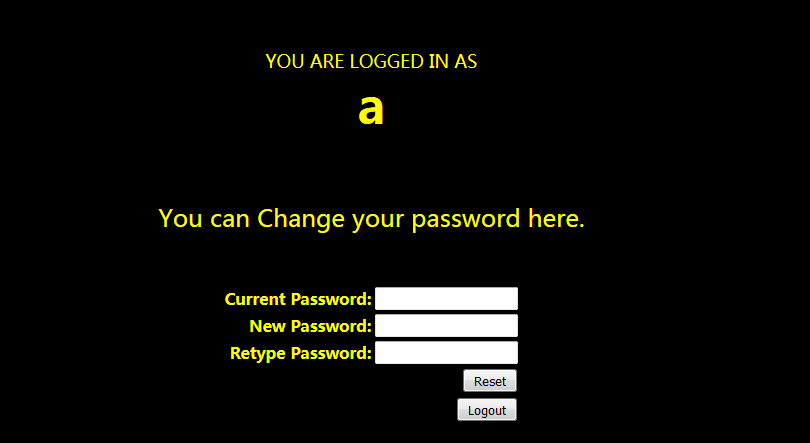 YOU ARE LOGGED IN AS
a
You can Change your password here.
Current Password:
New Password:
Retype Password:
Reset
Logout